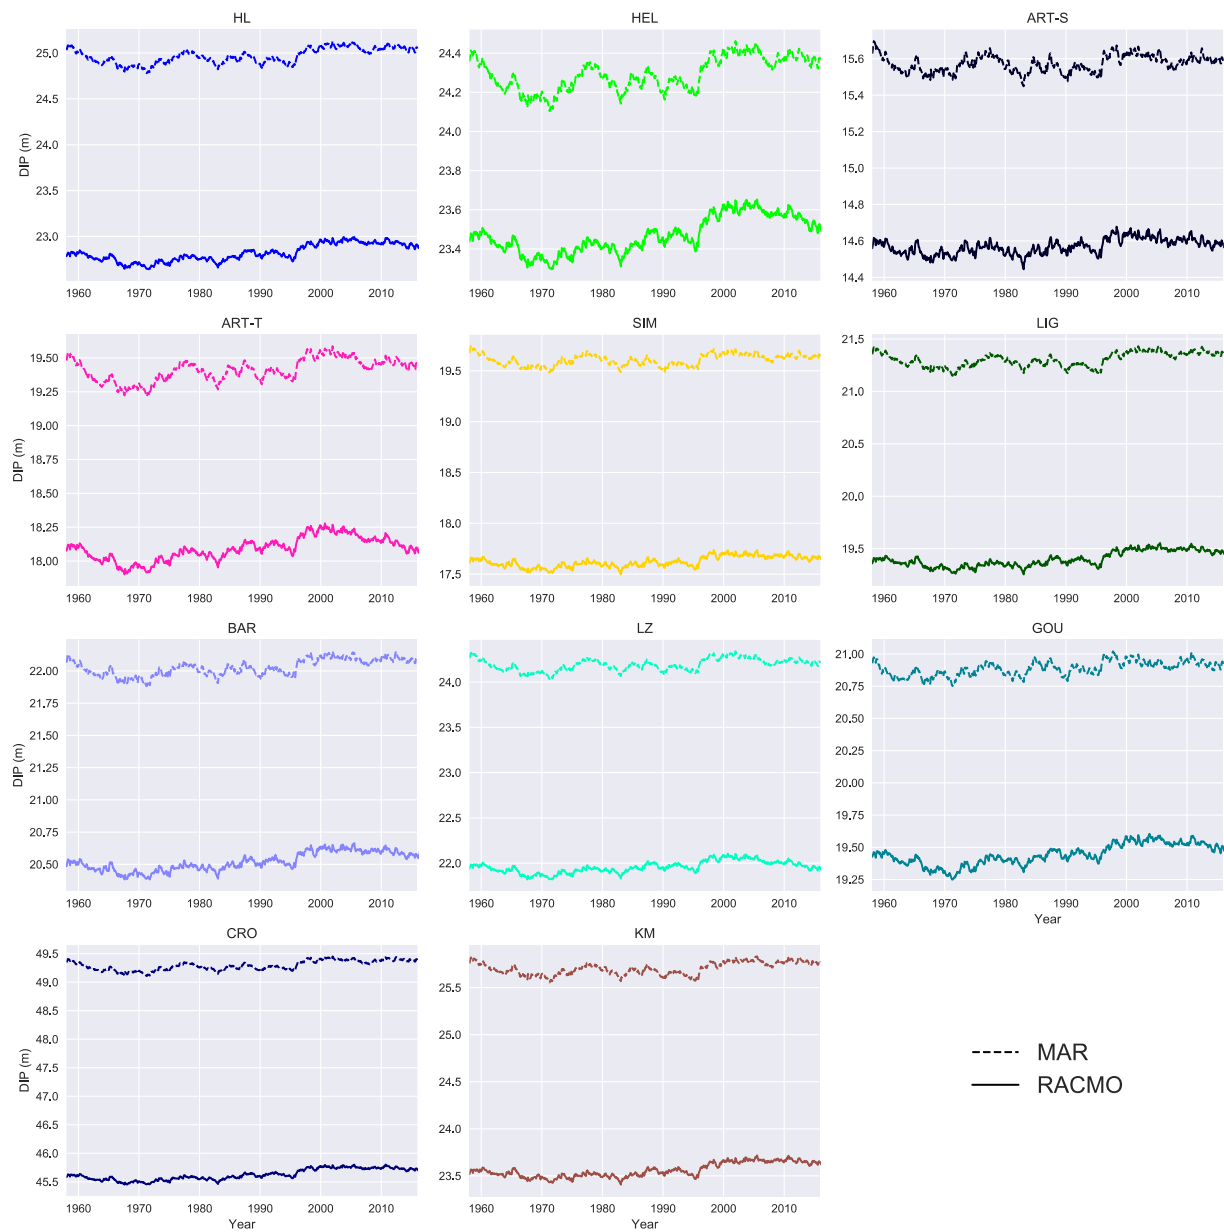 HL HEL ART-S
DIP (m)
25.0
24.5
24.0
23.5
23.0
1960 1970 1980 1990 2000 2010
24.4
24.2
24.0
23.8
23.6
23.4
1960 1970 1980 1990 2000 2010
15.6
15.4
15.2
15.0
14.8
14.6
14.4
1960 1970 1980 1990 2000 2010
ART-T SIM LIG
DIP (m)
19.50
19.25
19.00
18.75
18.50
18.25
18.00
1960 1970 1980 1990 2000 2010
19.5
19.0
18.5
18.0
17.5
1960 1970 1980 1990 2000 2010
21.5
21.0
20.5
20.0
19.5
1960 1970 1980 1990 2000 2010
BAR LZ GOU
DIP (m)
22.00
21.75
21.50
21.25
21.00
20.75
20.50
1960 1970 1980 1990 2000 2010
24.0
23.5
23.0
22.5
22.0
1960 1970 1980 1990 2000 2010
21.00
20.75
20.50
20.25
20.00
19.75
19.50
19.25
1960 1970 1980 1990 2000 2010
Year
CRO KM
DIP (m)
49.5
49.0
48.5
48.0
47.5
47.0
46.5
46.0
45.5
1960 1970 1980 1990 2000 2010
Year
25.5
25.0
24.5
24.0
23.5
1960 1970 1980 1990 2000 2010
Year
MAR
RACMO